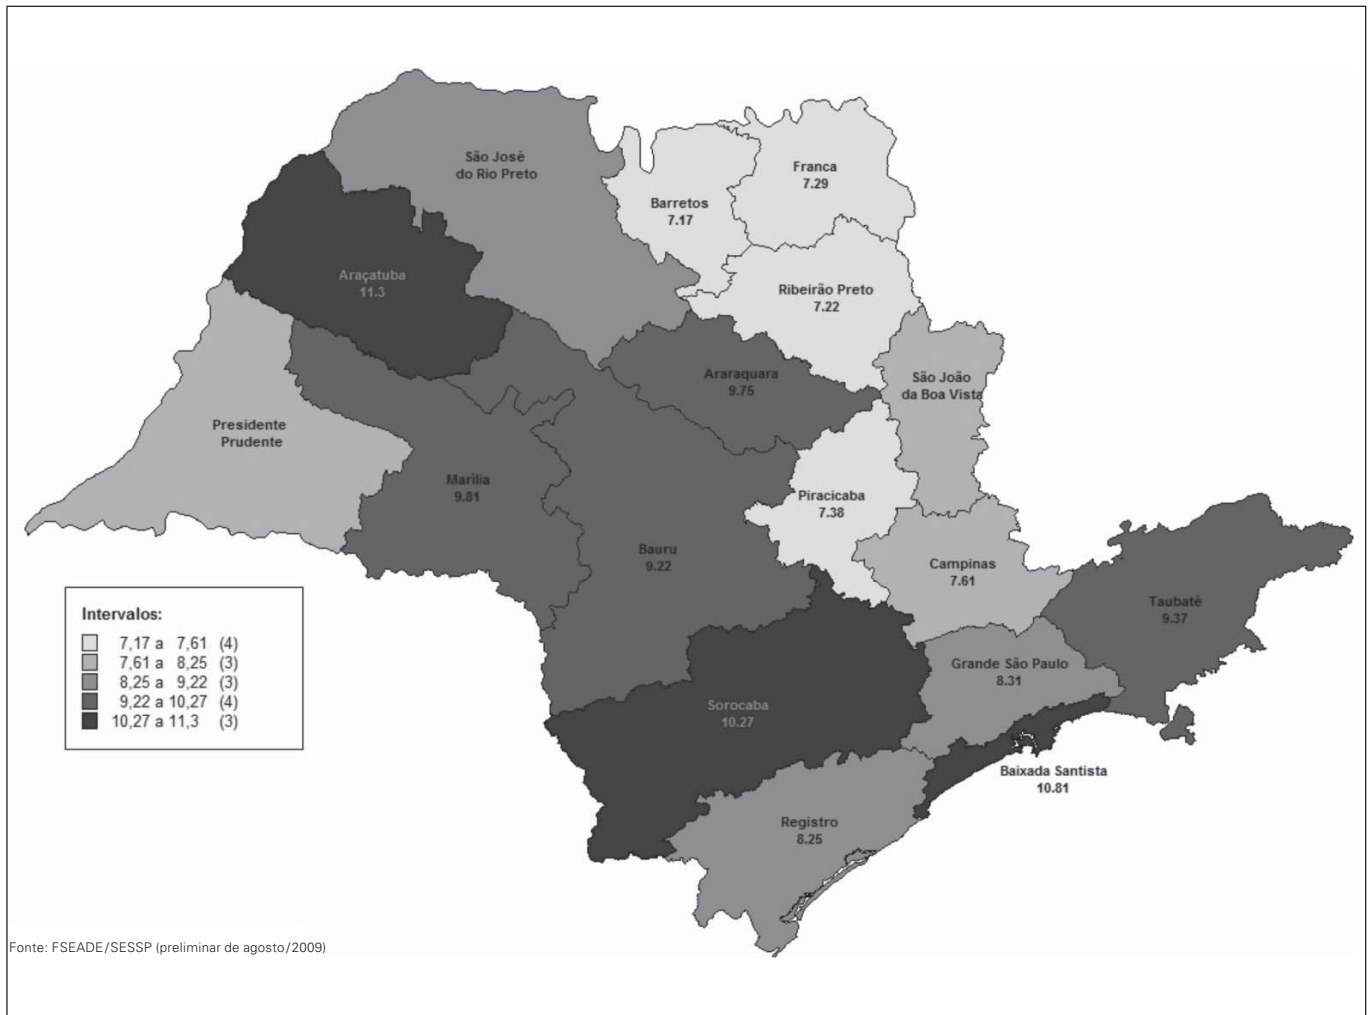 São José
do Rio Preto
Franca
7.29
Barretos
7.17
Araçatuba
11.3
Ribeirão Preto
7.22
Araraquara
9.75
São João
da Boa Vista
Presidente
Prudente
Marília
9.81
Piracicaba
7.38
Bauru
9.22
Campinas
7.61
Taubaté
9.37
Grande São Paulo
8.31
Sorocaba
10.27
Baixada Santista
10.81
Registro
8.25
Intervalos:
7,17 a 7,61 (4)
7,61 a 8,25 (3)
8,25 a 9,22 (3)
9,22 a 10,27 (4)
10,27 a 11,3 (3)
Fonte: FSEADE/SESSP (preliminar de agosto/2009)